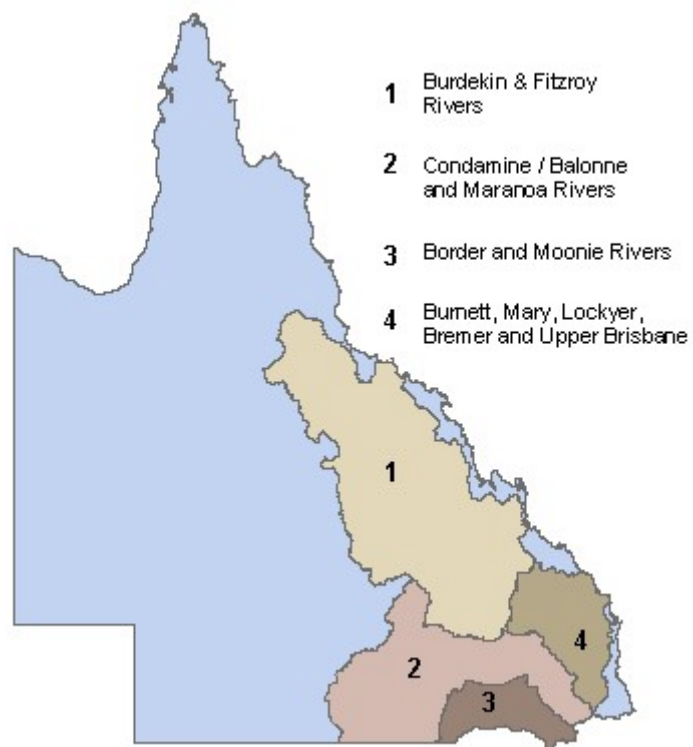 1 Burdekin & Fitzroy
Rivers
2 Condamine / Balonne
and Maranoa Rivers
3 Border and Moonie Rivers
4 Burnett, Mary, Lockyer,
Bremer and Upper Brisbane
1
4
2
3